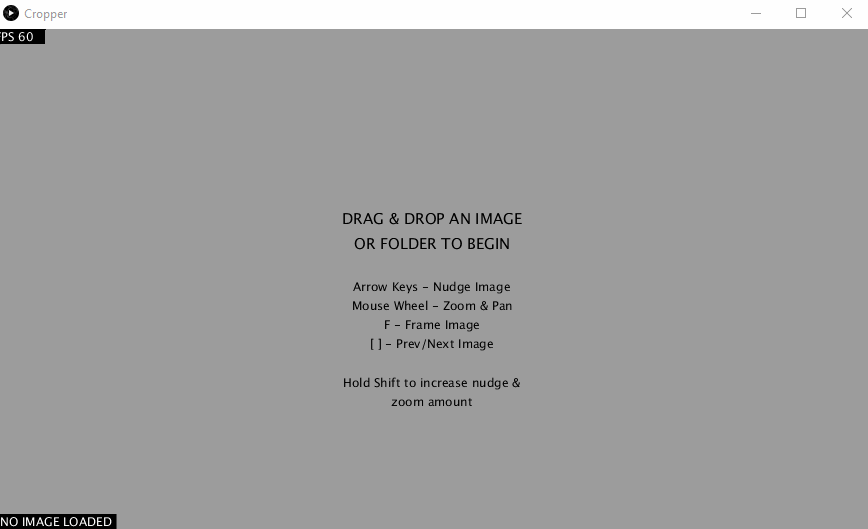 Cropper
FPS 60
DRAG & DROP AN IMAGE
OR FOLDER TO BEGIN
Arrow Keys – Nudge Image
Mouse Wheel – Zoom & Pan
F – Frame Image
[ ] – Prev/Next Image
Hold Shift to increase nudge &
zoom amount
NO IMAGE LOADED